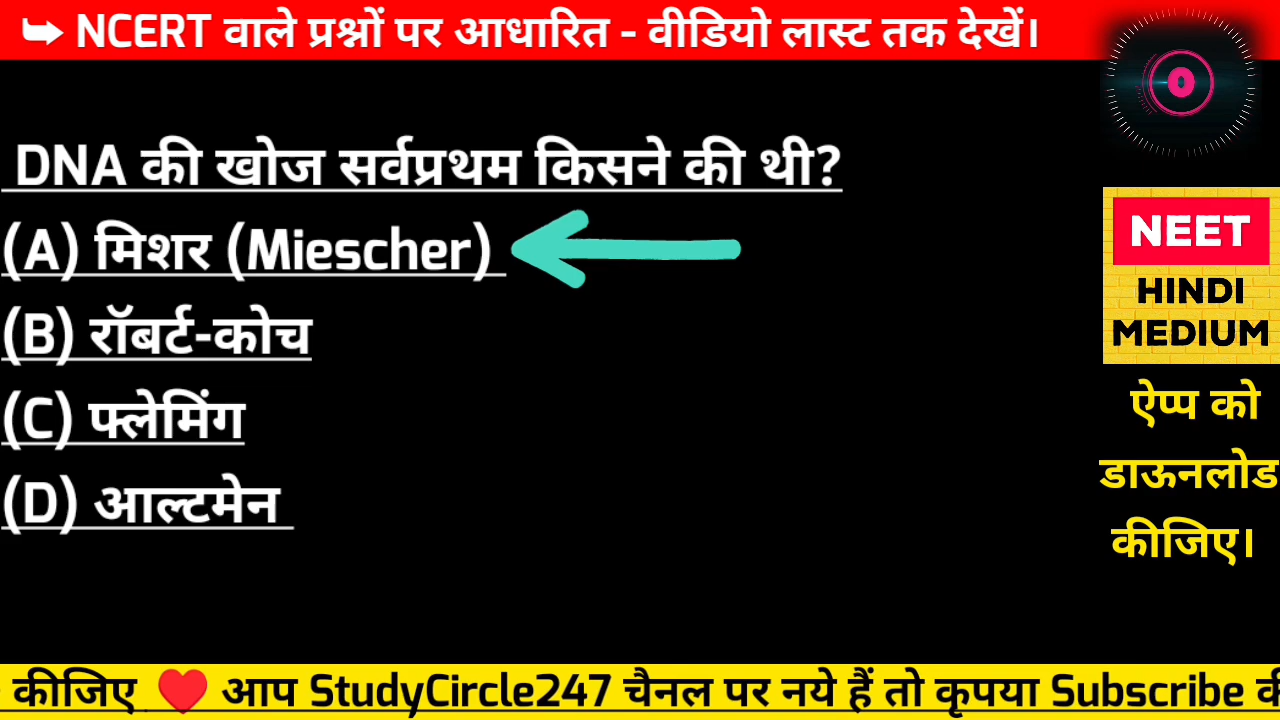 ➥ NCERT वाले प्रश्नों पर आधारित - वीडियो लास्ट तक देखें।
0
DNA की खोज सर्वप्रथम किसने की थी?
(A) मिशर (Miescher)
(B) रॉबर्ट-कोच
(C) फ्लेमिंग
(D) आल्टमेन
NEET
HINDI
MEDIUM
ऐप्प को
डाऊनलोड
कीजिए।
कीजिए ❤️ आप StudyCircle247 चैनल पर नये हैं तो कृपया Subscribe